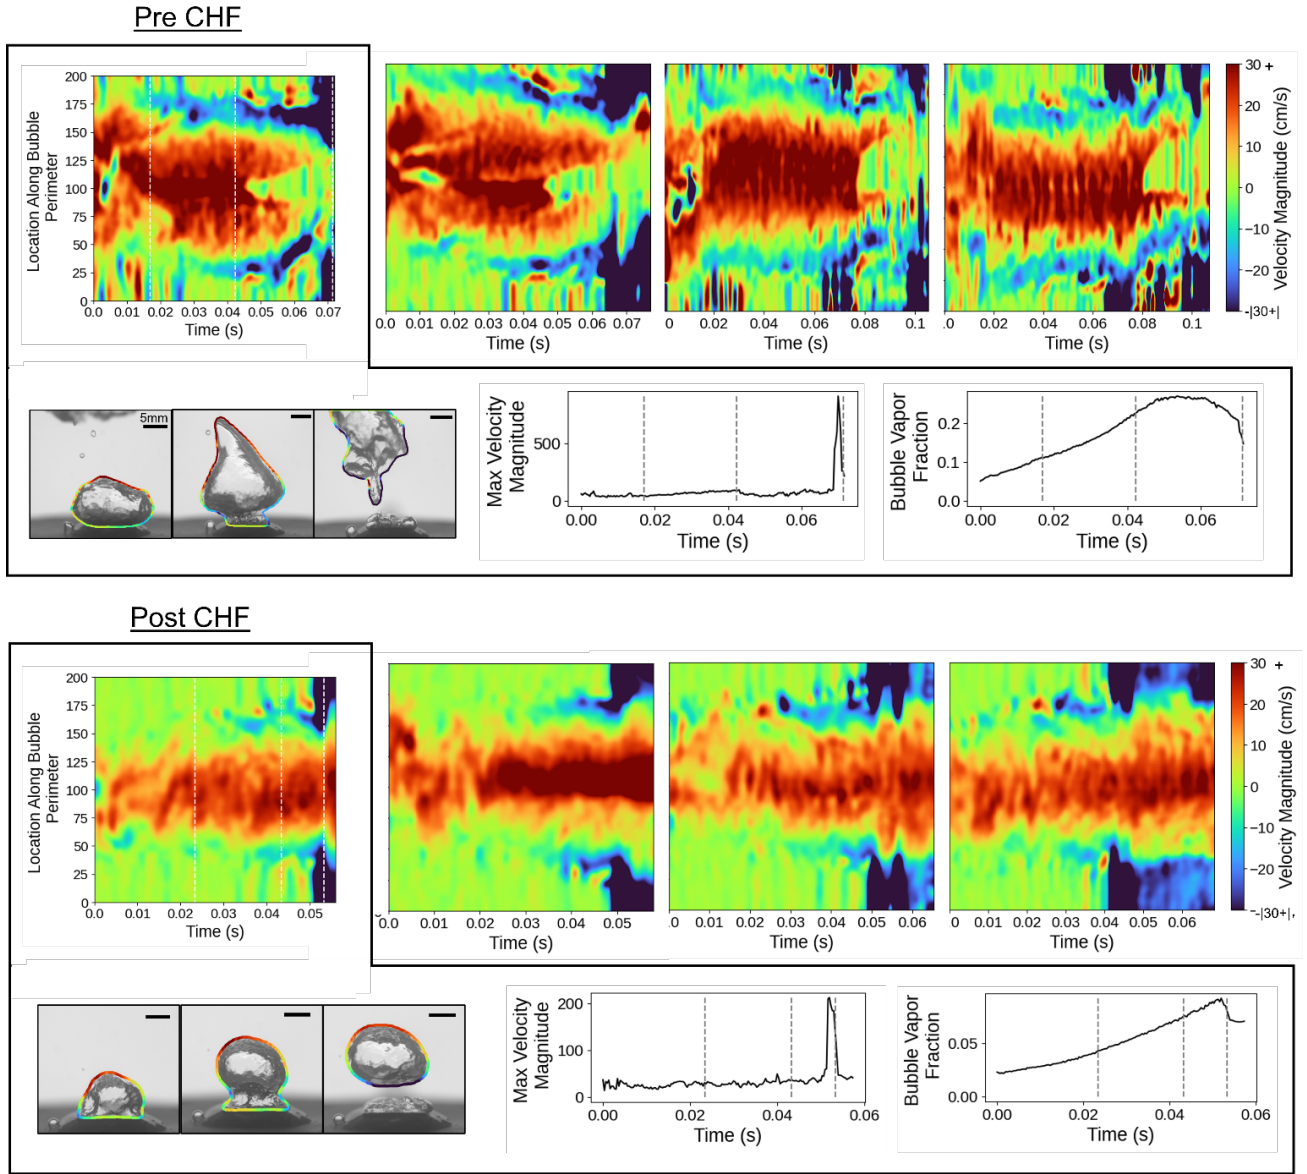 Pre CHF
200
175
150
125
100
75
50
25
0
Location Along Bubble
Perimeter
0.0 0.01 0.02 0.03 0.04 0.05 0.06 0.07
Time (s)
0.0 0.01 0.02 0.03 0.04 0.05 0.06 0.07
Time (s)
.0 0.02 0.04 0.06 0.08 0.1
Time (s)
.0 0.02 0.04 0.06 0.08 0.1
Time (s)
30 +
20
10
0
−10
−20
-|30+|
Velocity Magnitude (cm/s)
5mm
Max Velocity
Magnitude
500
0
0.00 0.02 0.04 0.06
Time (s)
Bubble Vapor
Fraction
0.2
0.1
0.0
0.00 0.02 0.04 0.06
Time (s)
Post CHF
200
175
150
125
100
75
50
25
0
Location Along Bubble
Perimeter
0.0 0.01 0.02 0.03 0.04 0.05
Time (s)
0.0 0.01 0.02 0.03 0.04 0.05
Time (s)
.0 0.01 0.02 0.03 0.04 0.05 0.06
Time (s)
.0 0.01 0.02 0.03 0.04 0.05 0.06
Time (s)
30 +
20
10
0
−10
−20
-|30+|,
Velocity Magnitude (cm/s)
Max Velocity
Magnitude
200
100
0
0.00 0.02 0.04 0.06
Time (s)
Bubble Vapor
Fraction
0.05
0.00
0.00 0.02 0.04 0.06
Time (s)